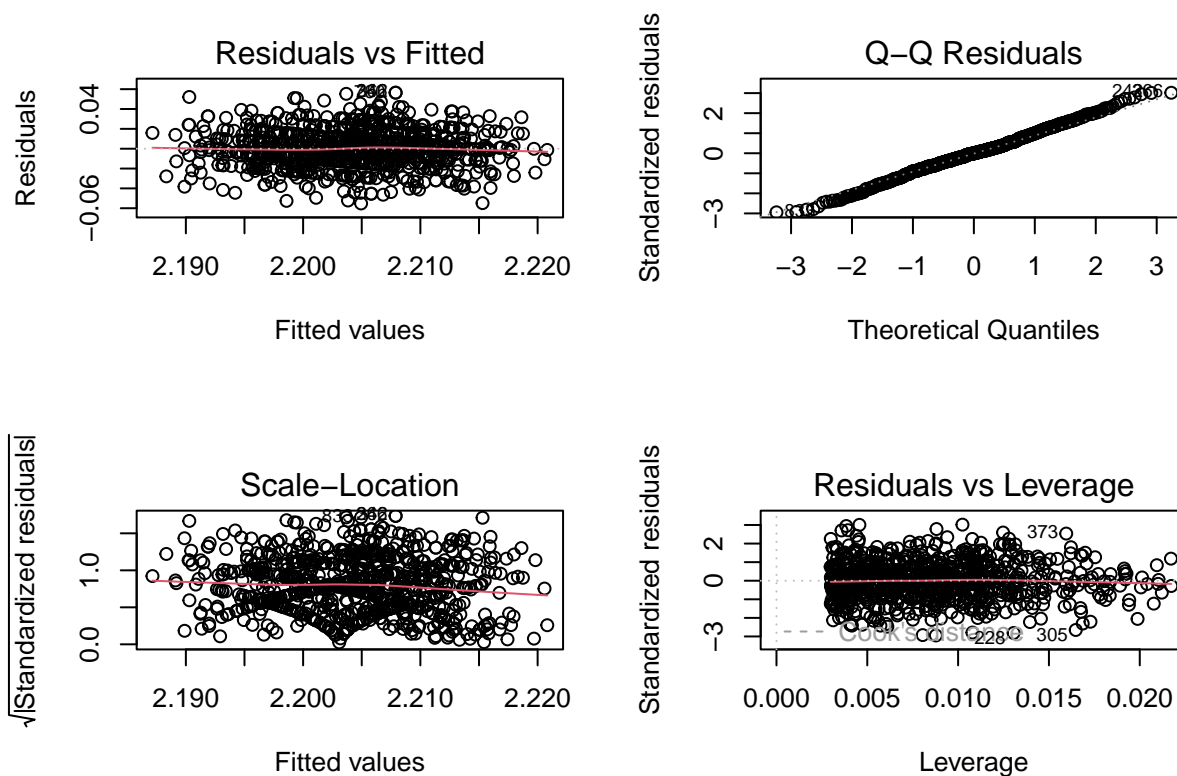 Residuals vs Fitted
Residuals
0.04
−0.06
2.190 2.200 2.210 2.220
Fitted values
Q−Q Residuals
Standardized residuals
2
0
−3
−3 −2 −1 0 1 2 3
Theoretical Quantiles
Scale−Location
√|Standardized residuals|
1.0
0.0
2.190 2.200 2.210 2.220
Fitted values
Residuals vs Leverage
Standardized residuals
2
0
−3
373
Cook's distance
228
305
0.000 0.005 0.010 0.015 0.020
Leverage